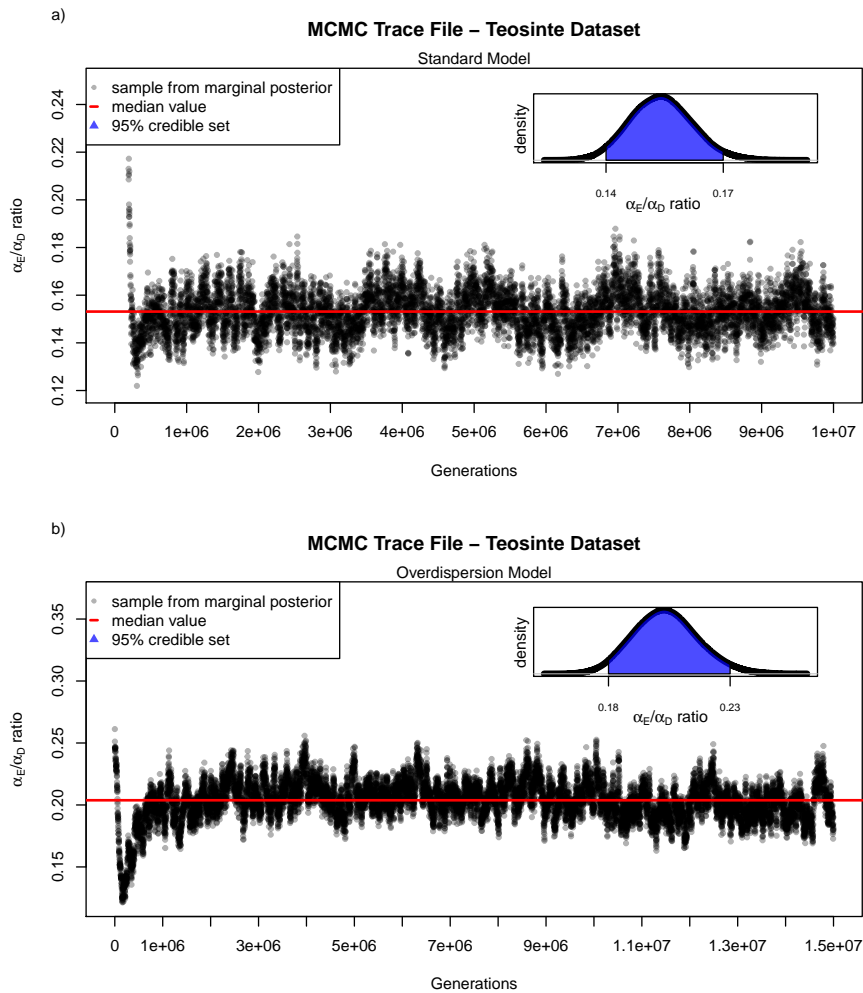 a)
MCMC Trace File – Teosinte Dataset
Standard Model
sample from marginal posterior
median value
95% credible set
density
0.14
0.17
αE/αD ratio
αE/αD ratio
0.12
0.14
0.16
0.18
0.20
0.22
0.24
0 1e+06 2e+06 3e+06 4e+06 5e+06 6e+06 7e+06 8e+06 9e+06 1e+07
Generations
b)
MCMC Trace File – Teosinte Dataset
Overdispersion Model
sample from marginal posterior
median value
95% credible set
density
0.18
0.23
αE/αD ratio
αE/αD ratio
0.15
0.20
0.25
0.30
0.35
0 1e+06 3e+06 5e+06 7e+06 9e+06 1.1e+07 1.3e+07 1.5e+07
Generations